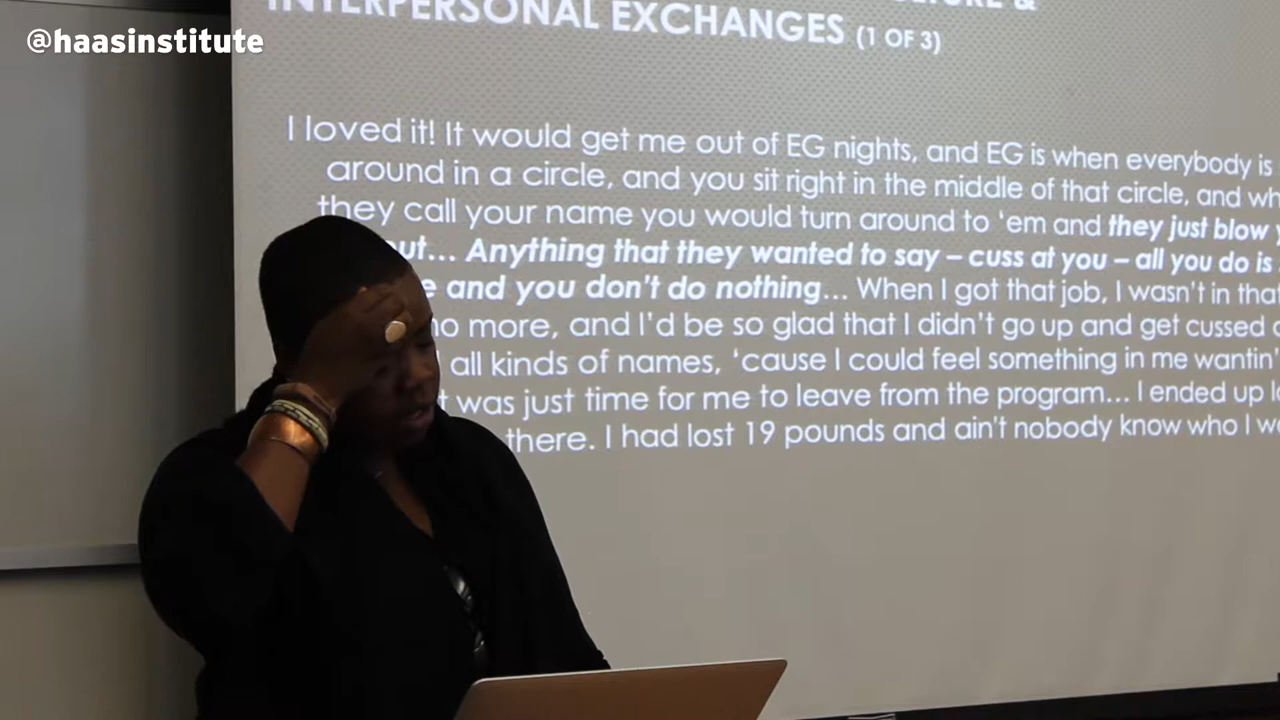 @haasinstitute
INTERPERSONAL EXCHANGES (1 OF 3)
I loved it! It would get me out of EG nights, and EG is when everybody is
around in a circle, and you sit right in the middle of that circle, and
they call your name you would turn around to ‘em and they just blow
out... Anything that they wanted to say – cuss at you – all you do is
and you don't do nothing... When I got that job, I wasn't in that
no more, and I'd be so glad that I didn't go up and get cussed
all kinds of names, ‘cause I could feel something in me wantin'
was just time for me to leave from the program... I ended up
there. I had lost 19 pounds and ain't nobody know who I